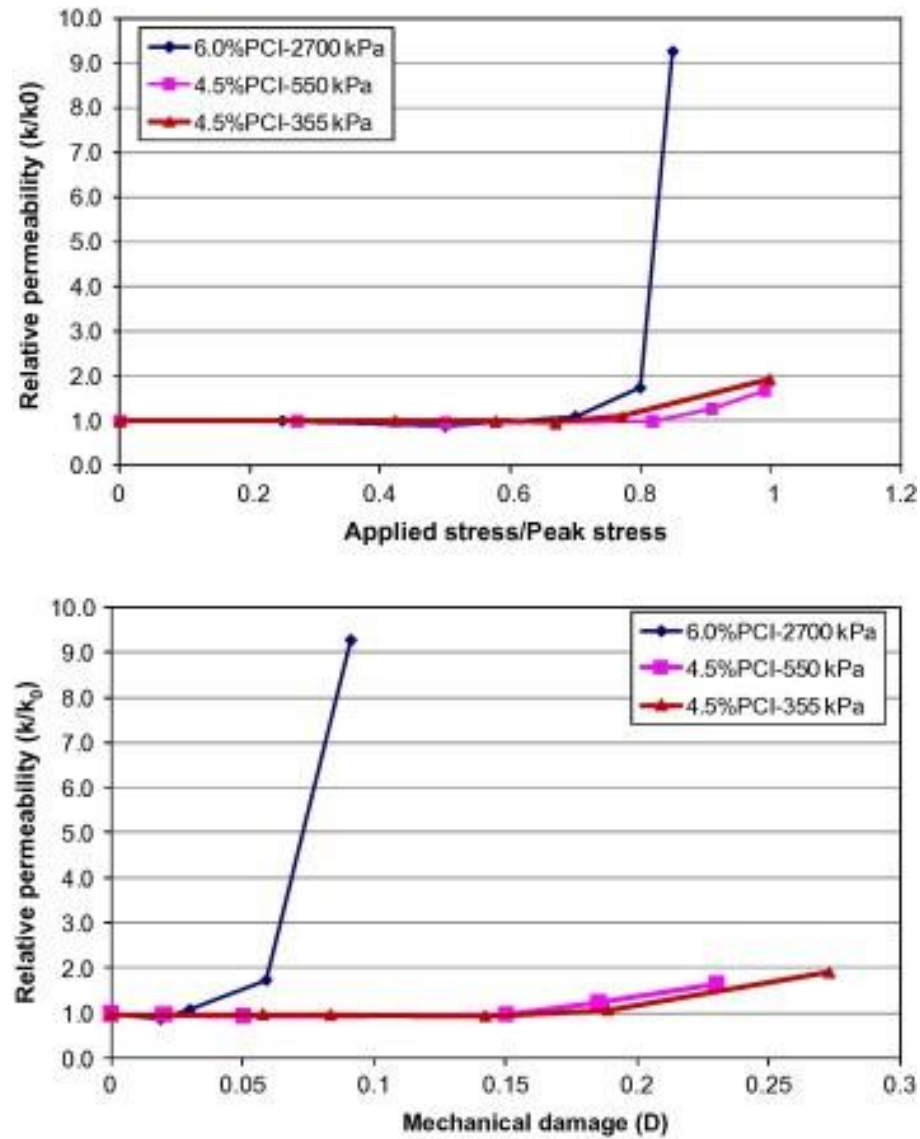 10.0
9.0
8.0
7.0
6.0
5.0
4.0
3.0
2.0
1.0
0.0
Relative permeability (k/k0)
6.0%PCI-2700 kPa
4.5%PCI-550 kPa
4.5%PCI-355 kPa
0 0.2 0.4 0.6 0.8 1 1.2
Applied stress/Peak stress
10.0
9.0
8.0
7.0
6.0
5.0
4.0
3.0
2.0
1.0
0.0
Relative permeability (k/k₀)
6.0%PCI-2700 kPa
4.5%PCI-550 kPa
4.5%PCI-355 kPa
0 0.05 0.1 0.15 0.2 0.25 0.3
Mechanical damage (D)